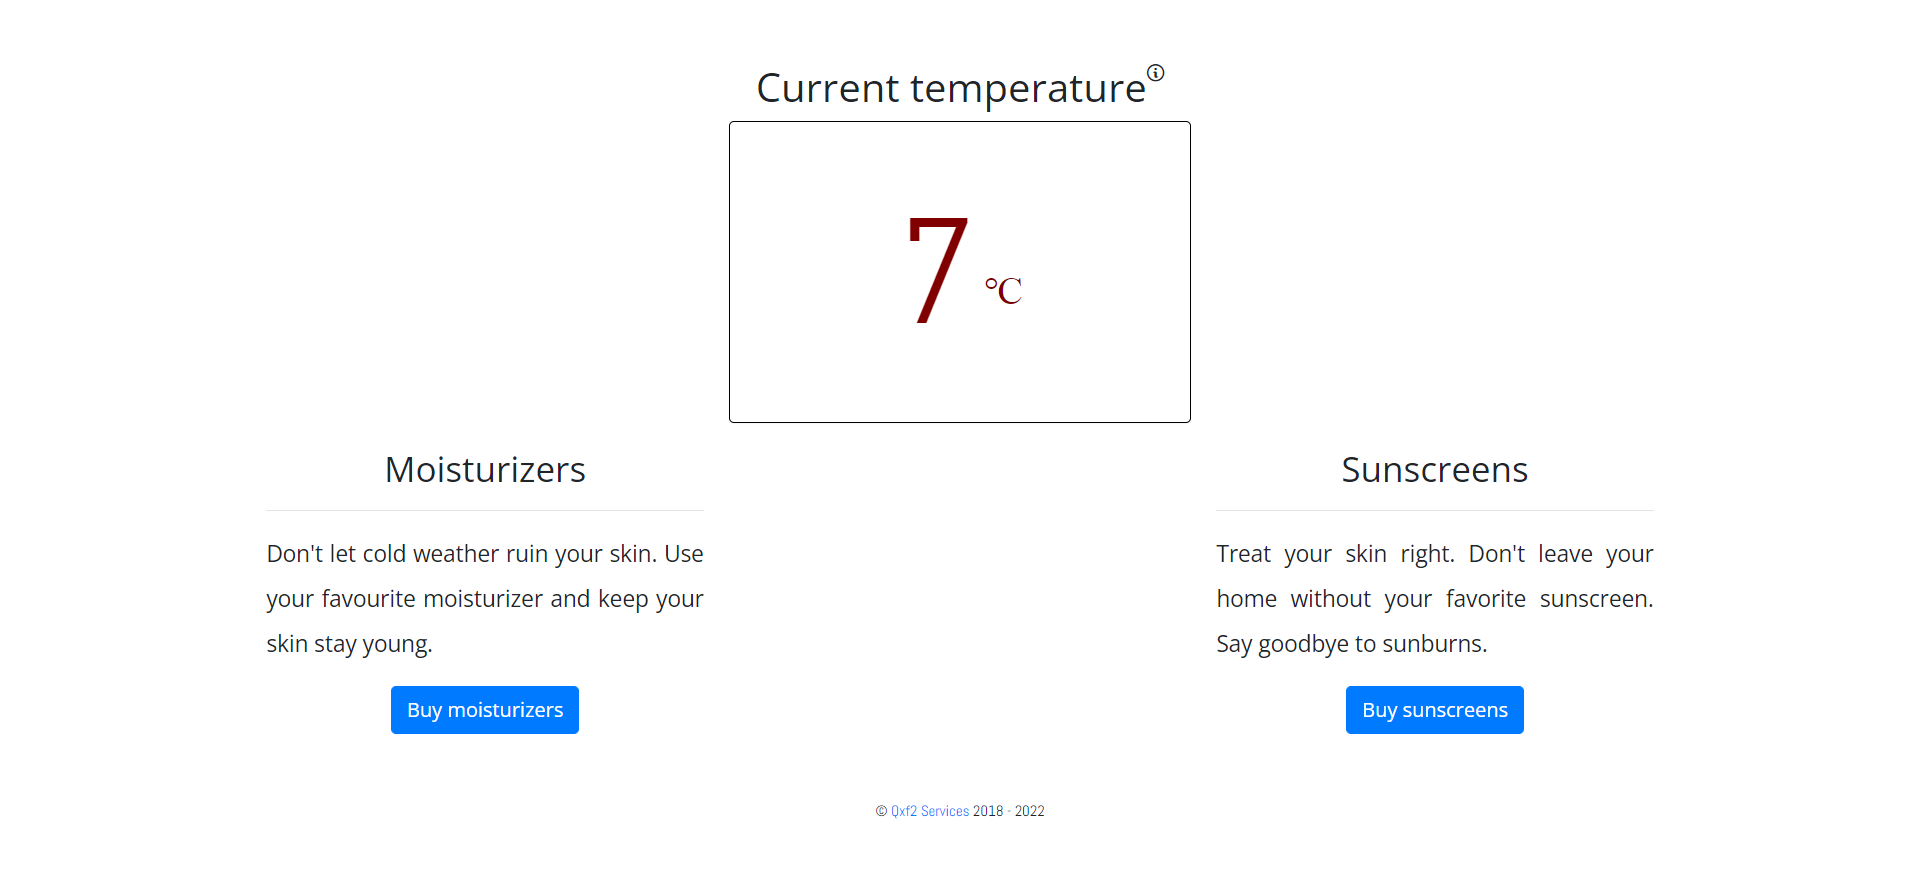 Current temperature
7 °C
Moisturizers
Don't let cold weather ruin your skin. Use
your favourite moisturizer and keep your
skin stay young.
Buy moisturizers
Sunscreens
Treat your skin right. Don't leave your
home without your favorite sunscreen.
Say goodbye to sunburns.
Buy sunscreens
© Qxf2 Services 2018 - 2022